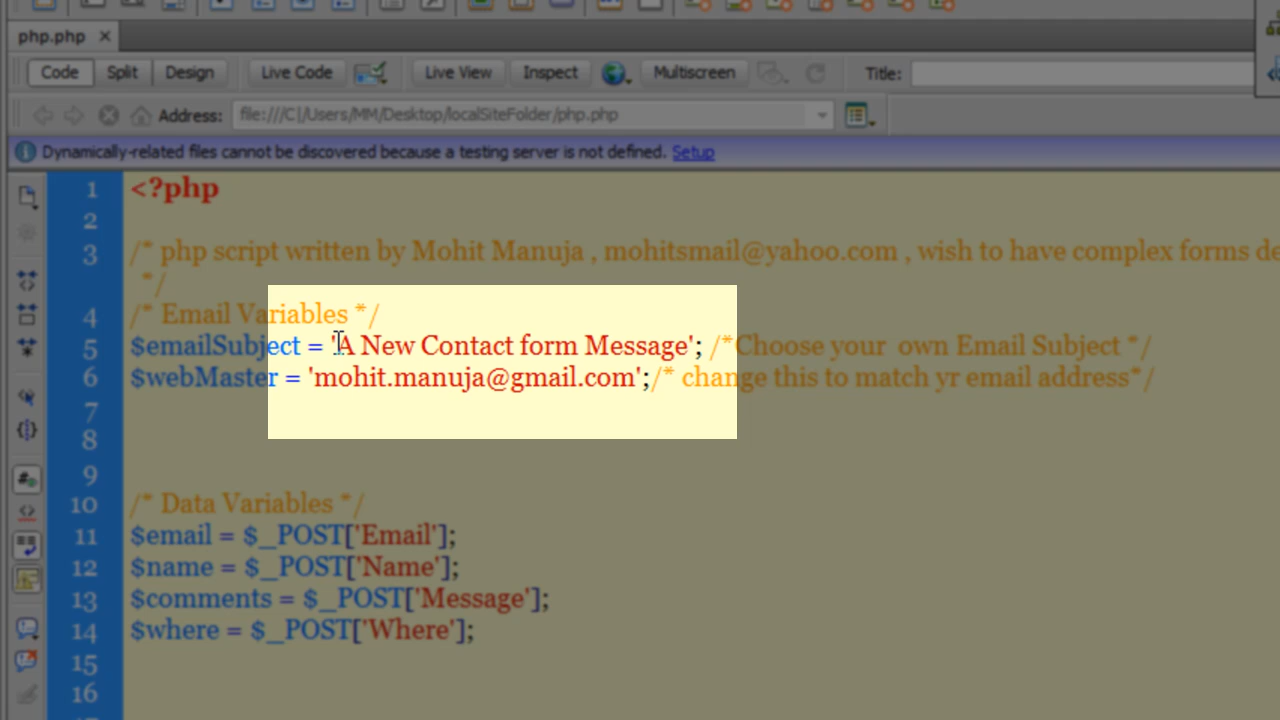 php.php
Code Split Design Live Code Live View Inspect Multiscreen Title:
Address: file:///C|/Users/MM/Desktop/localSiteFolder/php.php
Dynamically-related files cannot be discovered because a testing server is not defined. Setup
1 <?php
2
3 /* php script written by Mohit Manuja , mohitsmail@yahoo.com , wish to have complex forms de
*/
4 /* Email Variables */
5 $emailSubject = 'A New Contact form Message'; /*Choose your  own Email Subject */
6 $webMaster = 'mohit.manuja@gmail.com';/* change this to match yr email address*/
7
8
9
10 /* Data Variables */
11 $email = $_POST['Email'];
12 $name = $_POST['Name'];
13 $comments = $_POST['Message'];
14 $where = $_POST['Where'];
15
16